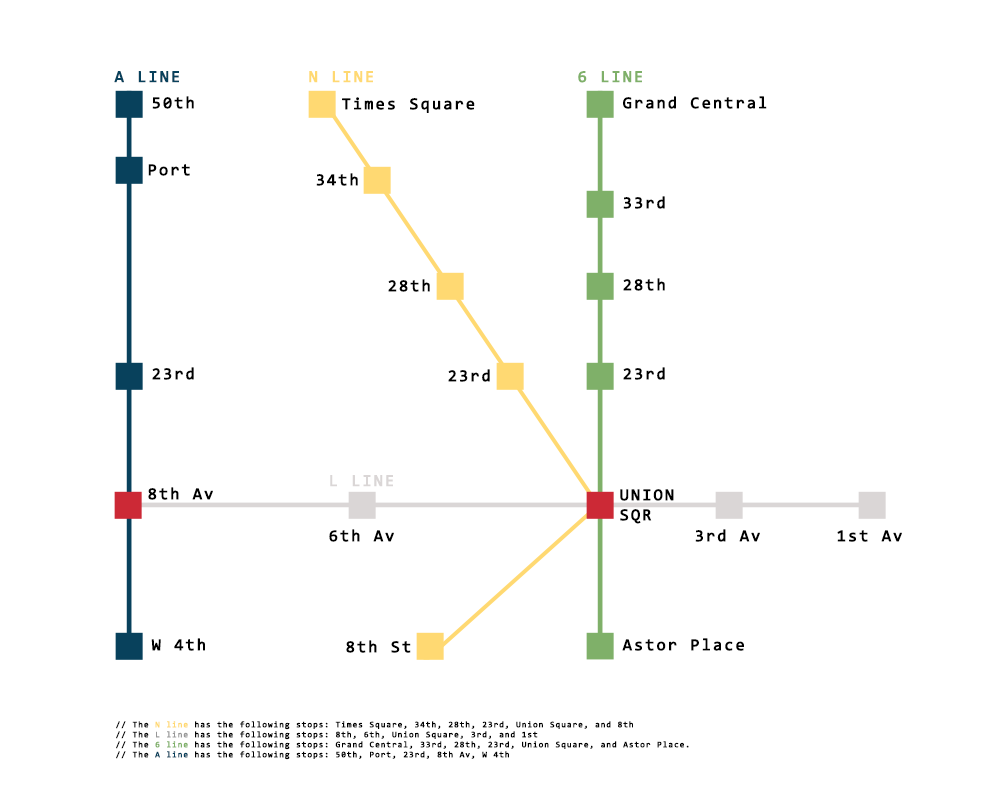 A LINE
N LINE
6 LINE
50th
Times Square
Grand Central
Port
34th
33rd
28th
28th
23rd
23rd
23rd
L LINE
8th Av
UNION
SQR
6th Av
3rd Av
1st Av
W 4th
8th St
Astor Place
// The N line has the following stops: Times Square, 34th, 28th, 23rd, Union Square, and 8th
// The L line has the following stops: 8th, 6th, Union Square, 3rd, and 1st
// The 6 line has the following stops: Grand Central, 33rd, 28th, 23rd, Union Square, and Astor Place.
// The A line has the following stops: 50th, Port, 23rd, 8th Av, W 4th